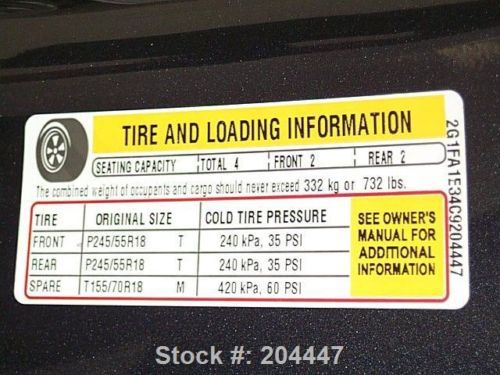 TIRE AND LOADING INFORMATION
SEATING CAPACITY TOTAL 4 FRONT 2 REAR 2
The combined weight of occupants and cargo should never exceed 332 kg or 732 lbs.
TIRE ORIGINAL SIZE COLD TIRE PRESSURE
FRONT P245/55R18 T 240 kPa, 35 PSI
REAR P245/55R18 T 240 kPa, 35 PSI
SPARE T155/70R18 M 420 kPa, 60 PSI
SEE OWNER'S
MANUAL FOR
ADDITIONAL
INFORMATION
2G1FA1E34C9204447
Stock #: 204447